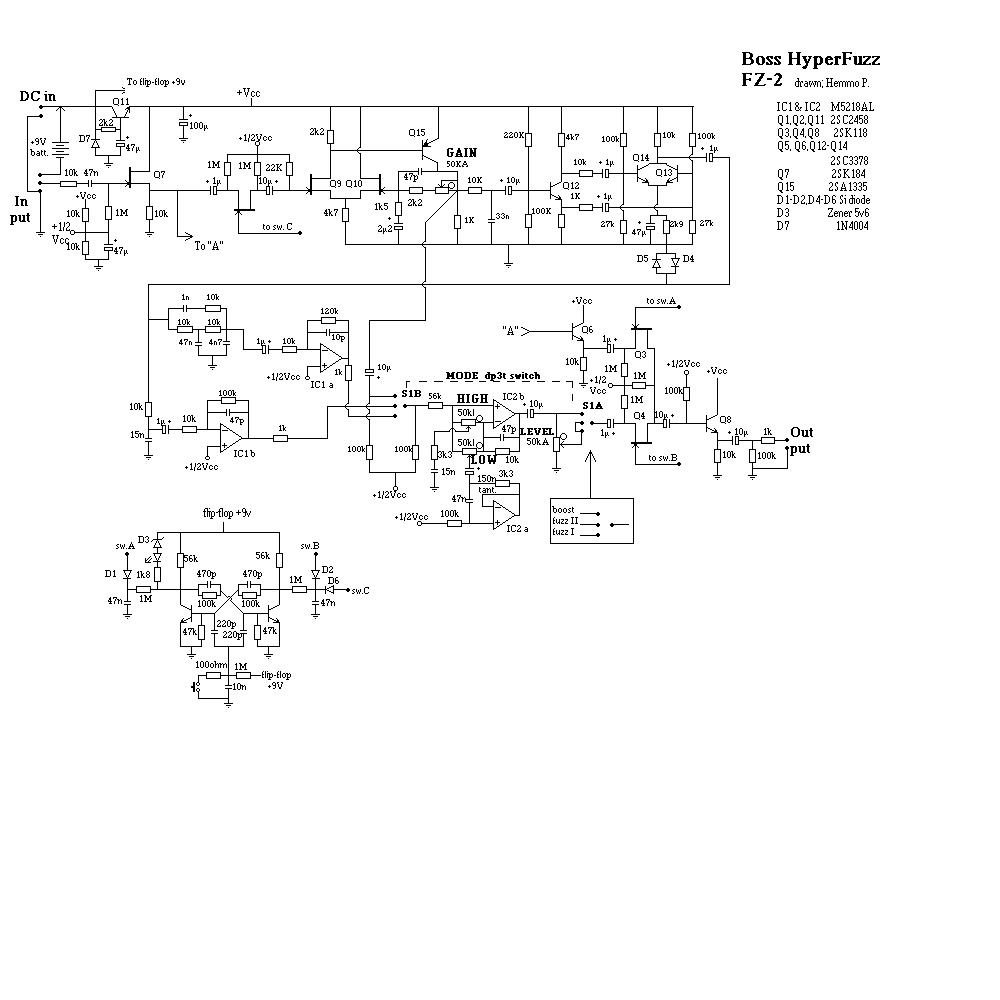 Boss HyperFuzz
FZ-2 drawn; Hemmo P.
IC1 & IC2 M5218AL
Q1,Q2,Q11 2SC2458
Q3,Q4,Q8 2SK118
Q5, Q6,Q12-Q14
2SC3378
Q7 2SK184
Q15 2SA1335
D1-D2,D4-D6 Si diode
D3 Zener 5v6
D7 1N4004
To flip-flop +9v
DC in
Q11
+Vcc
D7
2k2
+
100µ
+9V
batt.
+
47µ
+1/2Vcc
2k2
Q15
GAIN
50KA
220K
4k7
100k
10k
100k
+ 1µ
10k
47n
Q7
1M
1M
22K
+ 1µ
10µ +
Q9
Q10
47p
2k2
10K
+ 10µ
Q12
10k
+ 1µ
Q14
Q13
In
put
+Vcc
10k
1M
10k
+1/2
Vcc
10k
+
47µ
to sw. C
To "A"
4k7
1k5
+
2µ2
1K
33n
100K
1K
+ 1µ
27k
+
47µ
2k9
27k
D5
D4
1n
10k
10k
10k
47n
4n7
1µ +
10k
120k
10p
+1/2Vcc
IC1 a
1k
10µ
+
"A"
+Vcc
Q6
10k
to sw.A
1µ +
Q3
1M
1M
1M
+1/2
Vcc
+1/2Vcc
100k
+Vcc
MODE dp3t switch
S1B
HIGH
56k
50kl
IC2 b
+ 10µ
S1A
Q4
10µ +
Q8
10k
1µ +
10k
15n
100k
47p
+1/2Vcc
IC1b
1k
100k
100k
3k3
15n
50kl
47p
LOW
10k
LEVEL
50kA
1µ+
to sw.B
10k
+ 10µ
1k
100k
Out
put
+1/2Vcc
+
150n
tant.
3k3
47n
100k
+1/2Vcc
IC2 a
boost
fuzz II
fuzz I
flip-flop +9v
sw.A
D3
56k
56k
sw.B
D1
1k8
470p
470p
D2
D6
sw.C
1M
100k
100k
1M
47n
47n
47k
220p
220p
47k
100ohm
1M
flip-flop
+9V
10n